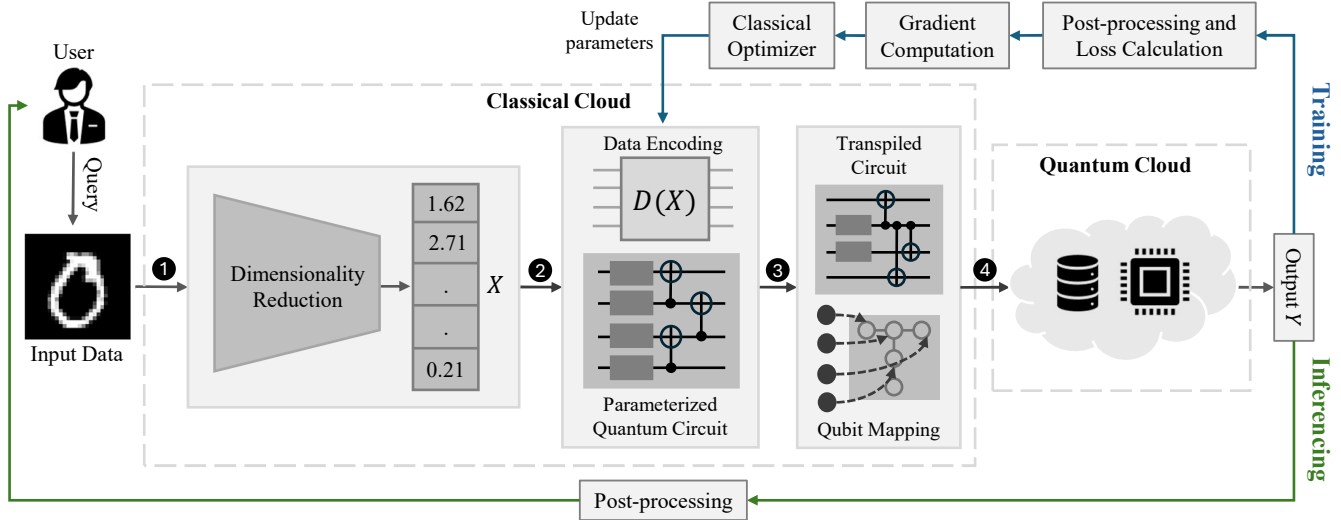 User
Query
Input Data
1
Dimensionality
Reduction
1.62
2.71
.
.
0.21
X
Classical Cloud
2
Update
parameters
Classical
Optimizer
Gradient
Computation
Post-processing and
Loss Calculation
Data Encoding
D(X)
Parameterized
Quantum Circuit
3
Transpiled
Circuit
Qubit Mapping
4
Quantum Cloud
Output Y
Training
Inferencing
Post-processing